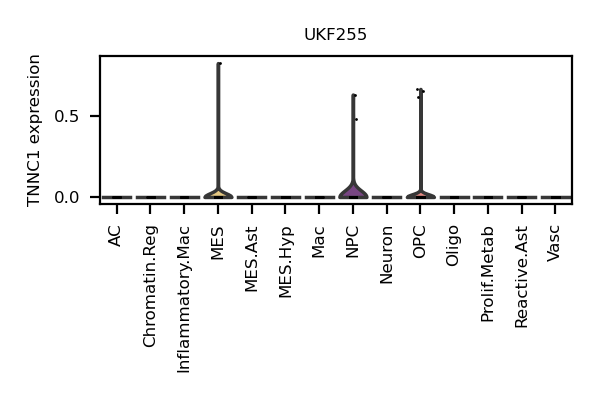 UKF255
TNNC1 expression
0.5
0.0
AC
Chromatin.Reg
Inflammatory.Mac
MES
MES.Ast
MES.Hyp
Mac
NPC
Neuron
OPC
Oligo
Prolif.Metab
Reactive.Ast
Vasc